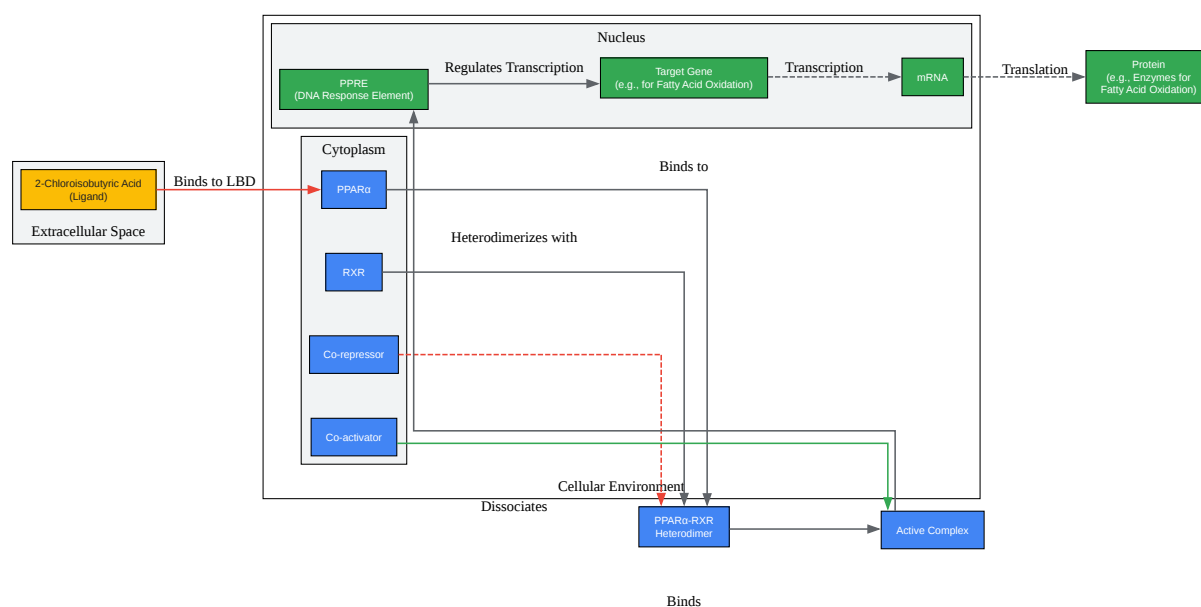 Nucleus
PPRE
(DNA Response Element)
Regulates Transcription
Target Gene
(e.g., for Fatty Acid Oxidation)
Transcription
mRNA
Translation
Protein
(e.g., Enzymes for
Fatty Acid Oxidation)
Cytoplasm
2-Chloroisobutyric Acid
(Ligand)
Extracellular Space
Binds to LBD
PPARα
Binds to
Heterodimerizes with
RXR
Co-repressor
Co-activator
Cellular Environment
Dissociates
PPARα-RXR
Heterodimer
Active Complex
Binds